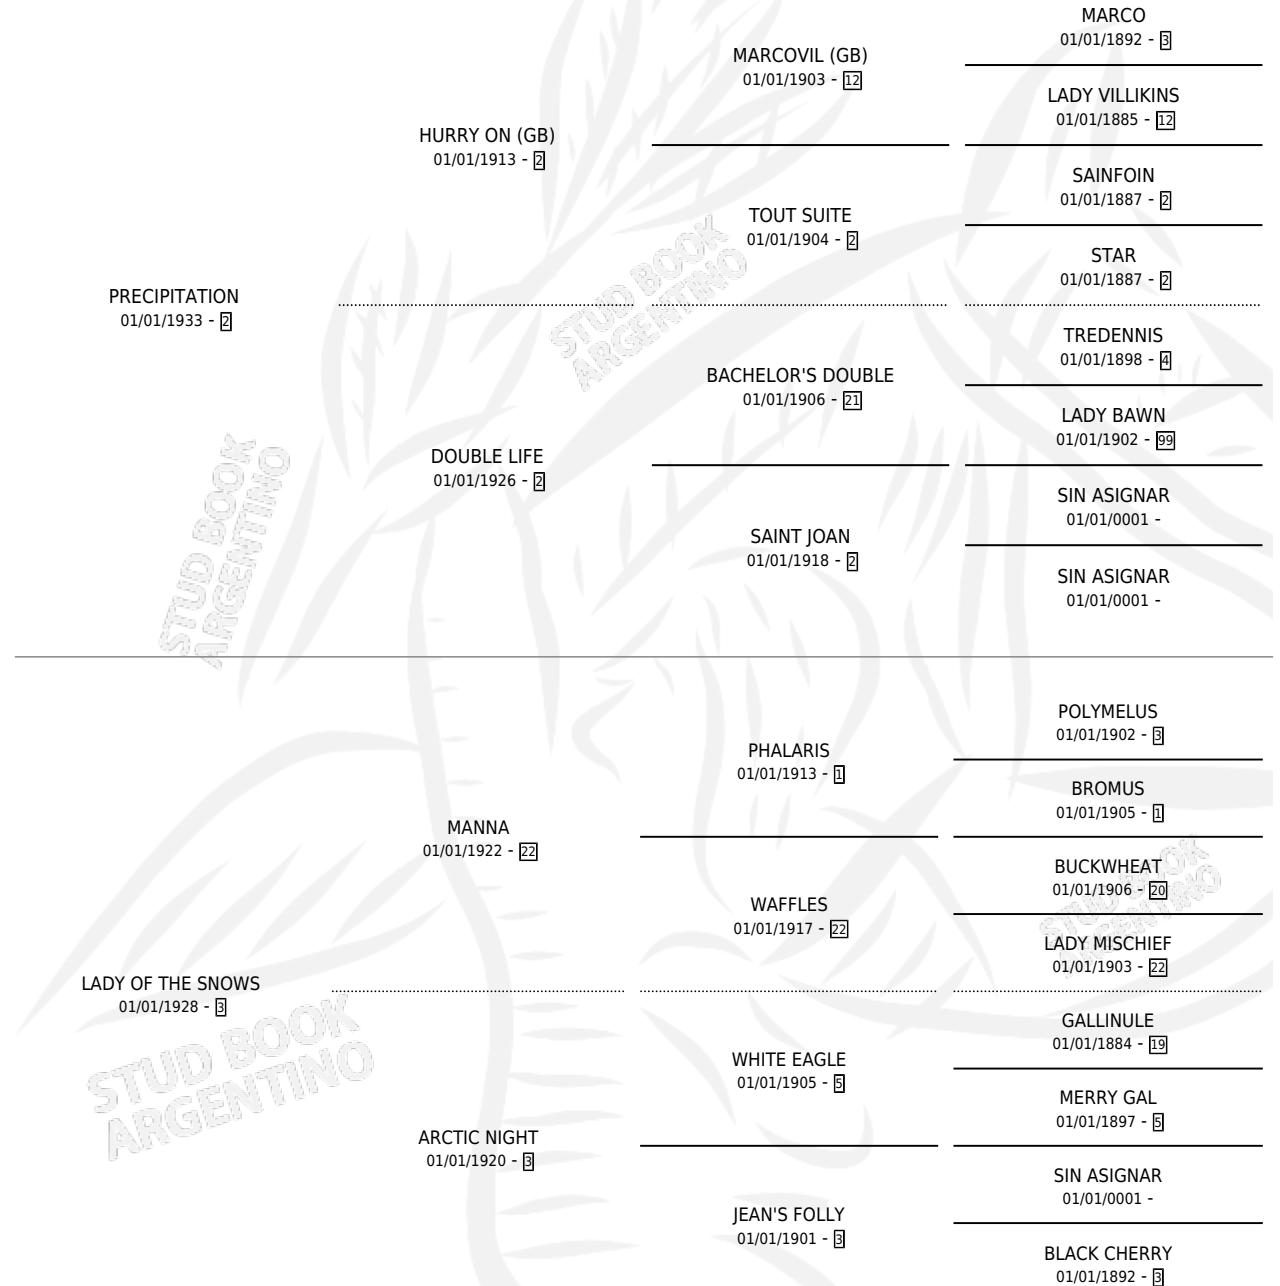 MARCO
01/01/1892 - 3
MARCOVIL (GB)
01/01/1903 - 12
LADY VILLIKINS
01/01/1885 - 12
HURRY ON (GB)
01/01/1913 - 2
SAINFOIN
01/01/1887 - 2
TOUT SUITE
01/01/1904 - 2
STAR
01/01/1887 - 2
PRECIPITATION
01/01/1933 - 2
STUD BOOK
ARGENTINO
TREDENNIS
01/01/1898 - 4
BACHELOR'S DOUBLE
01/01/1906 - 21
LADY BAWN
01/01/1902 - 99
DOUBLE LIFE
01/01/1926 - 2
SIN ASIGNAR
01/01/0001 -
SAINT JOAN
01/01/1918 - 2
SIN ASIGNAR
01/01/0001 -
STUD BOOK
ARGENTINO
POLYMELUS
01/01/1902 - 3
PHALARIS
01/01/1913 - 1
BROMUS
01/01/1905 - 1
MANNA
01/01/1922 - 22
BUCKWHEAT
01/01/1906 - 20
WAFFLES
01/01/1917 - 22
STUD BOOK
ARGENTINO
LADY MISCHIEF
01/01/1903 - 22
LADY OF THE SNOWS
01/01/1928 - 3
GALLINULE
01/01/1884 - 19
WHITE EAGLE
01/01/1905 - 5
MERRY GAL
01/01/1897 - 5
STUD BOOK
ARGENTINO
ARCTIC NIGHT
01/01/1920 - 3
SIN ASIGNAR
01/01/0001 -
JEAN'S FOLLY
01/01/1901 - 3
BLACK CHERRY
01/01/1892 - 3